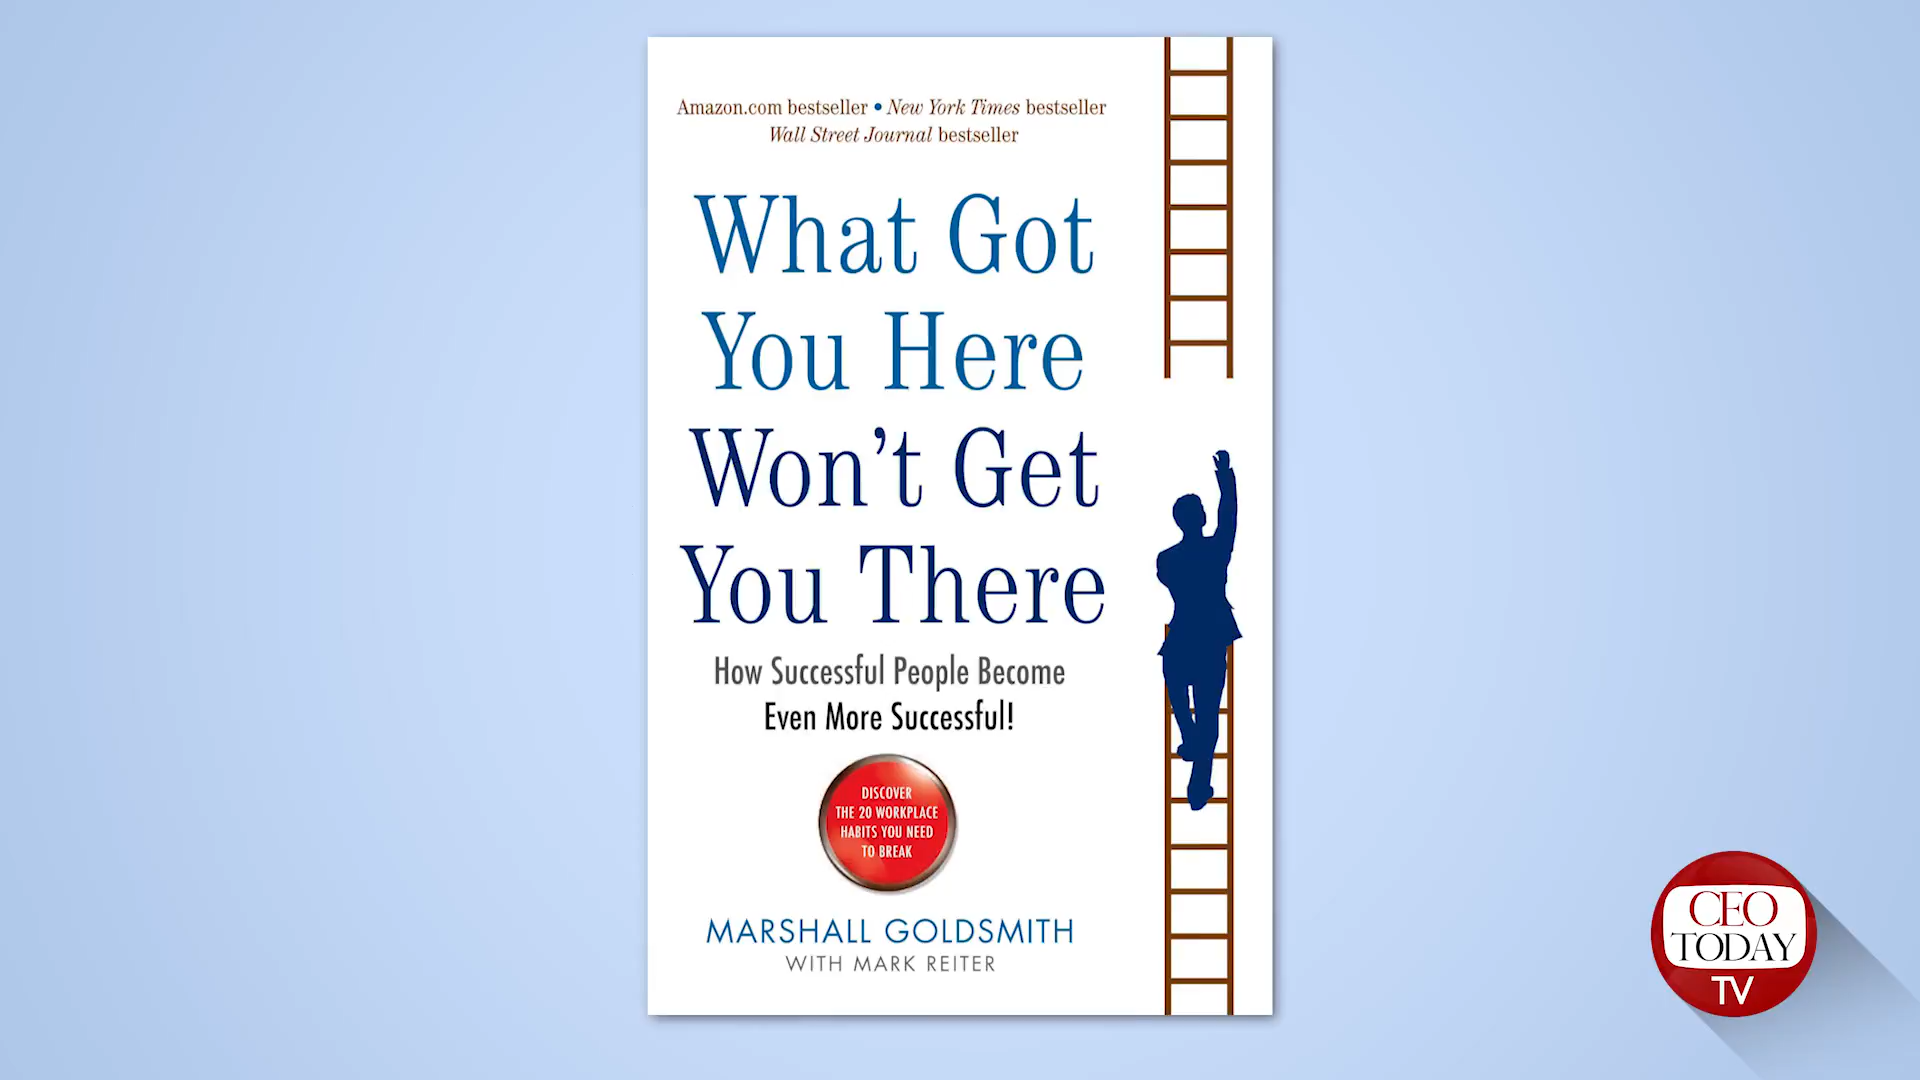 Amazon.com bestseller • New York Times bestseller
Wall Street Journal bestseller
What Got
You Here
Won't Get
You There
How Successful People Become
Even More Successful!
DISCOVER
THE 20 WORKPLACE
HABITS YOU NEED
TO BREAK
MARSHALL GOLDSMITH
WITH MARK REITER
CEO
TODAY
TV